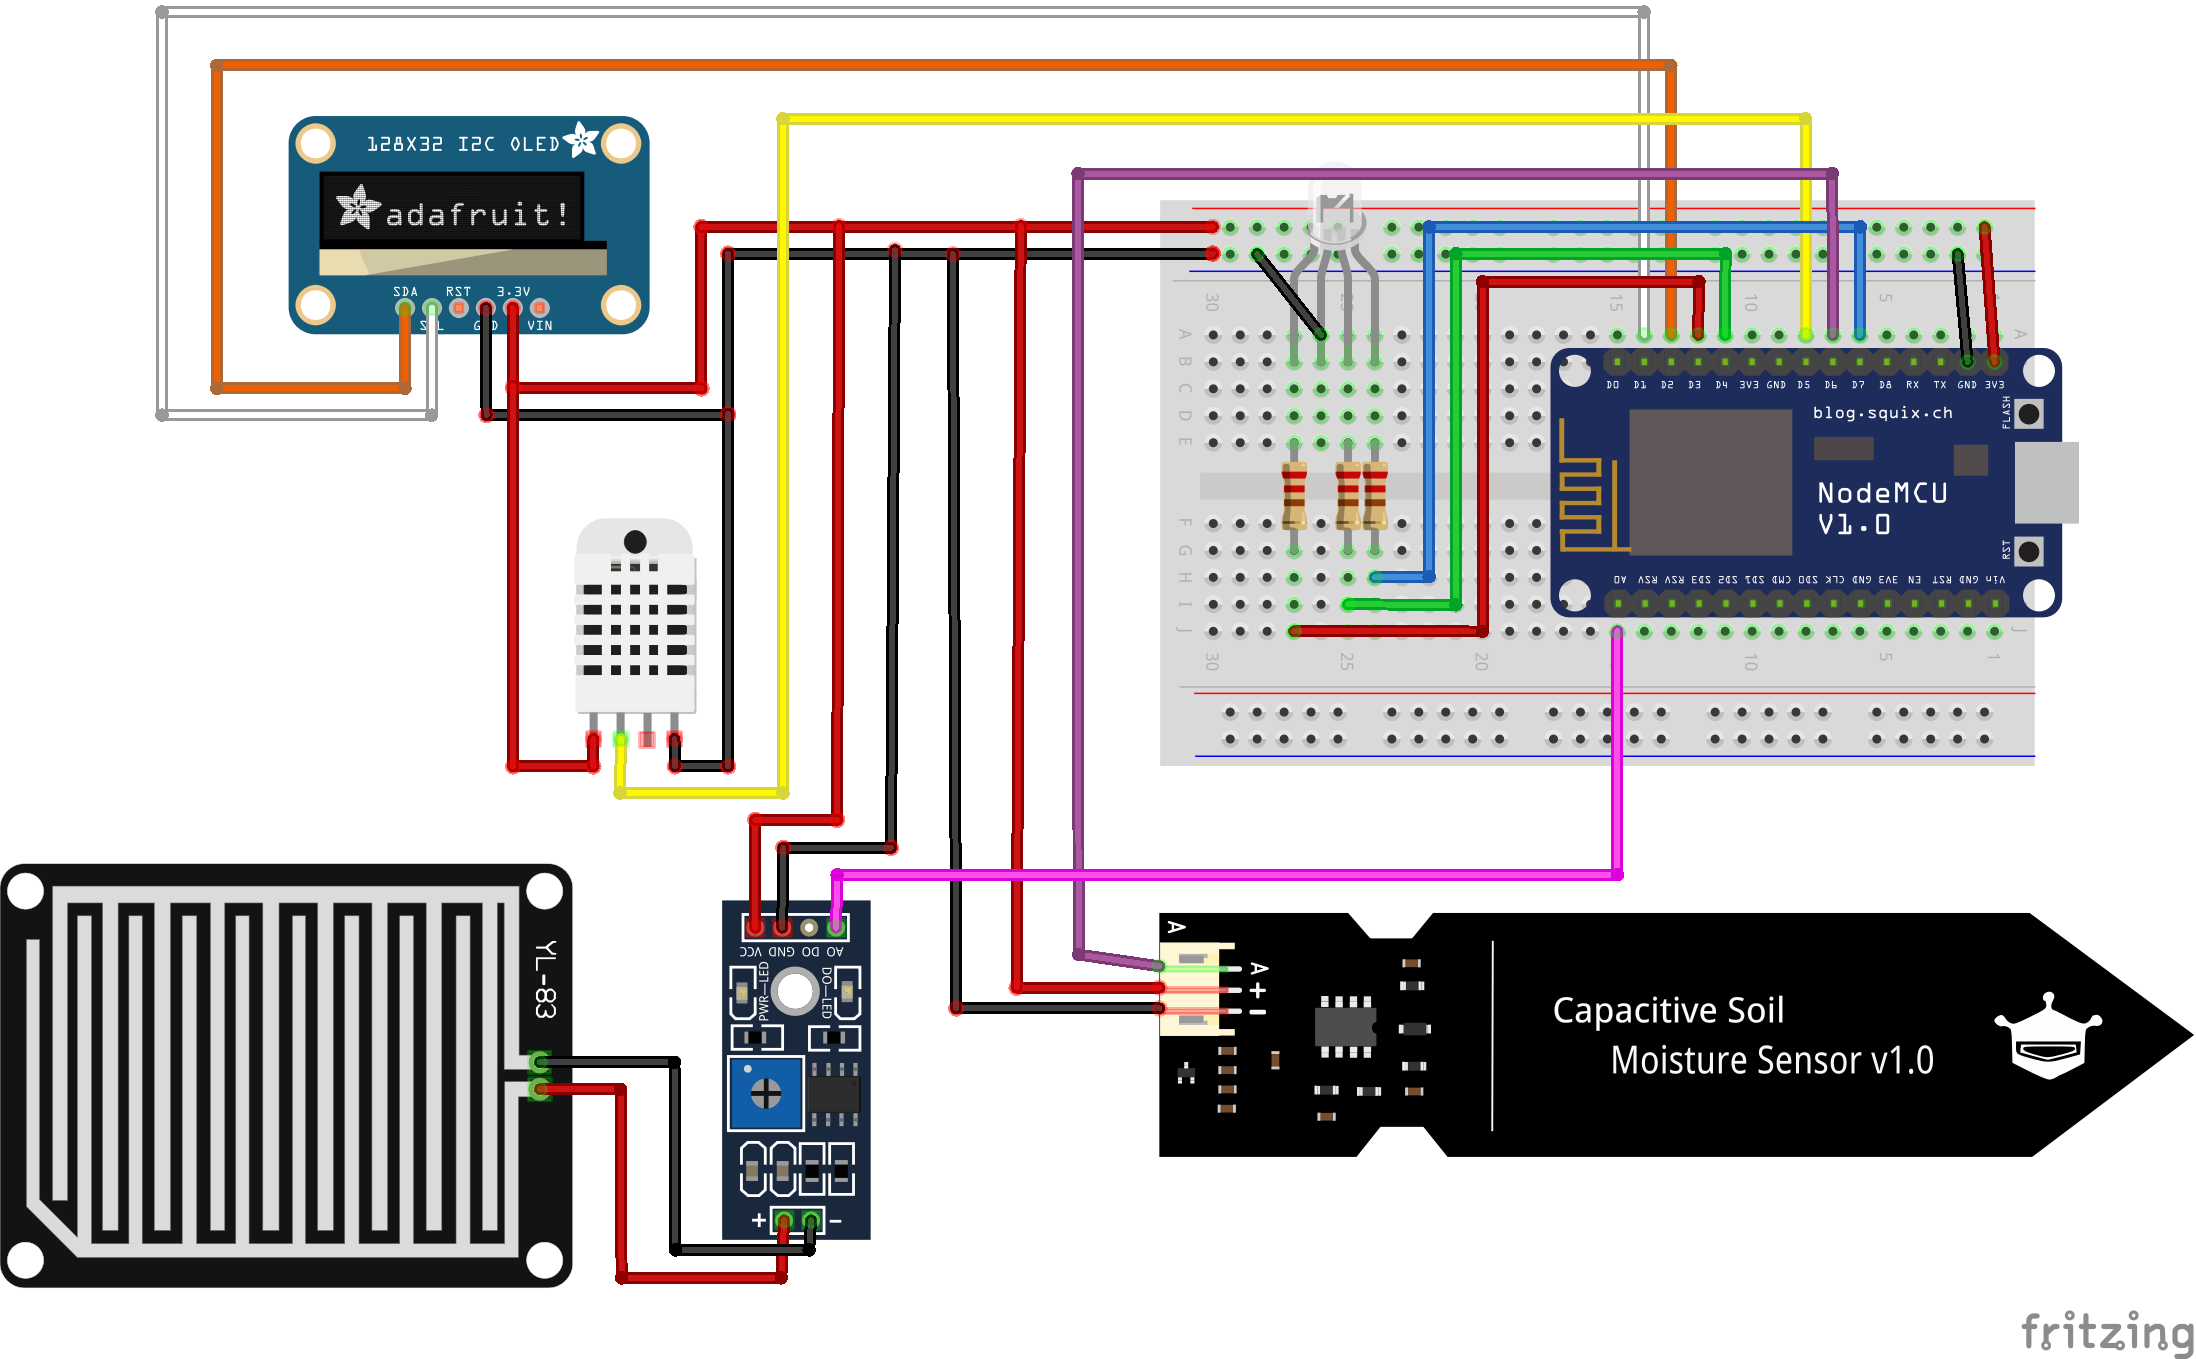 128X32 I2C OLED
adafruit!
SDA RST 3.3V
GND VIN
30 25 20 15 10 5 1
A A
B
C
D
E
F
G
H
I
J J
30 25 20 10 5 1
D0 D1 D2 D3 D4 3V3 GND D5 D6 D7 D8 RX TX GND 3V3
blog.squix.ch
FLASH
NodeMCU
V1.0
RST
A0 RSV RSV SD3 SD2 SD1 CMD SD0 CLK GND 3V3 EN RST GND Vin
YL-83
VCC GND DO AO
PWR-LED
DO-LED
+ -
A
A
+
-
Capacitive Soil
Moisture Sensor v1.0
fritzing